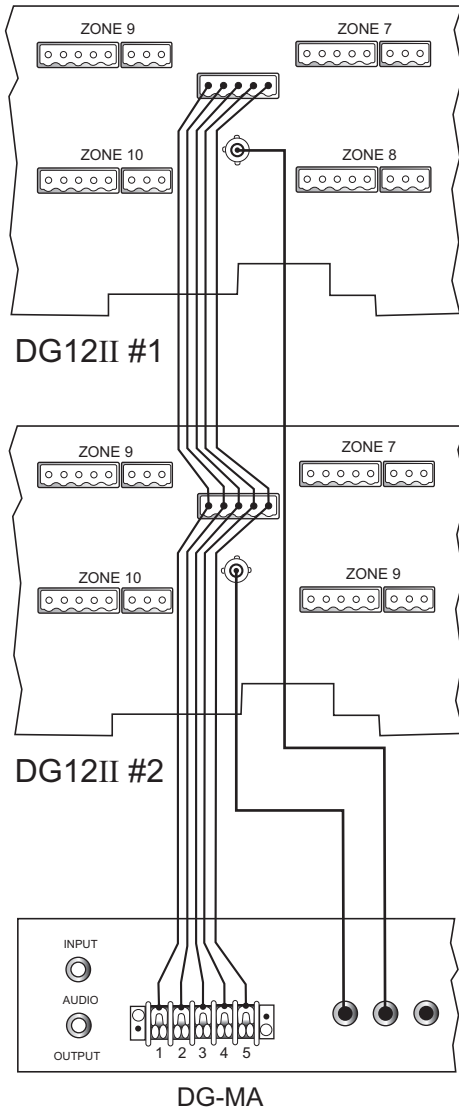 ZONE 9
ZONE 7
ZONE 10
ZONE 8
DG12II #1
ZONE 9
ZONE 7
ZONE 10
ZONE 9
DG12II #2
INPUT
AUDIO
OUTPUT
1 2 3 4 5
DG-MA